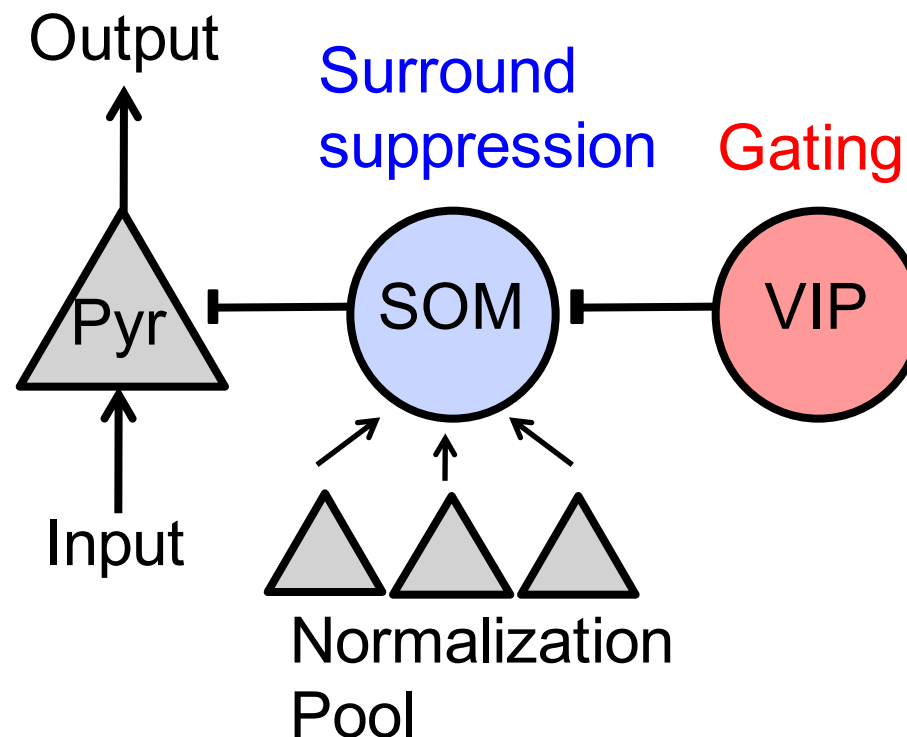 Output
Surround
suppression
Gating
Pyr
SOM
VIP
Input
Normalization
Pool